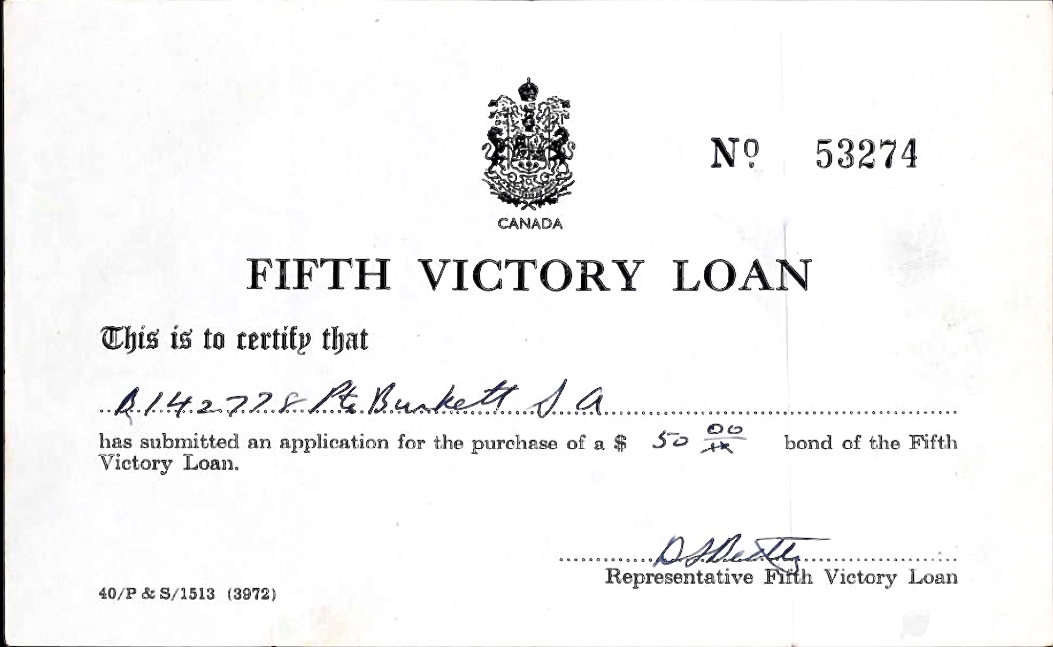 Nº 53274
CANADA
FIFTH VICTORY LOAN
This is to certify that
B142778 Pte Burkett S A
has submitted an application for the purchase of a $ 50 00/xx bond of the Fifth
Victory Loan.
Representative Fifth Victory Loan
40/P & S/1513 (3972)